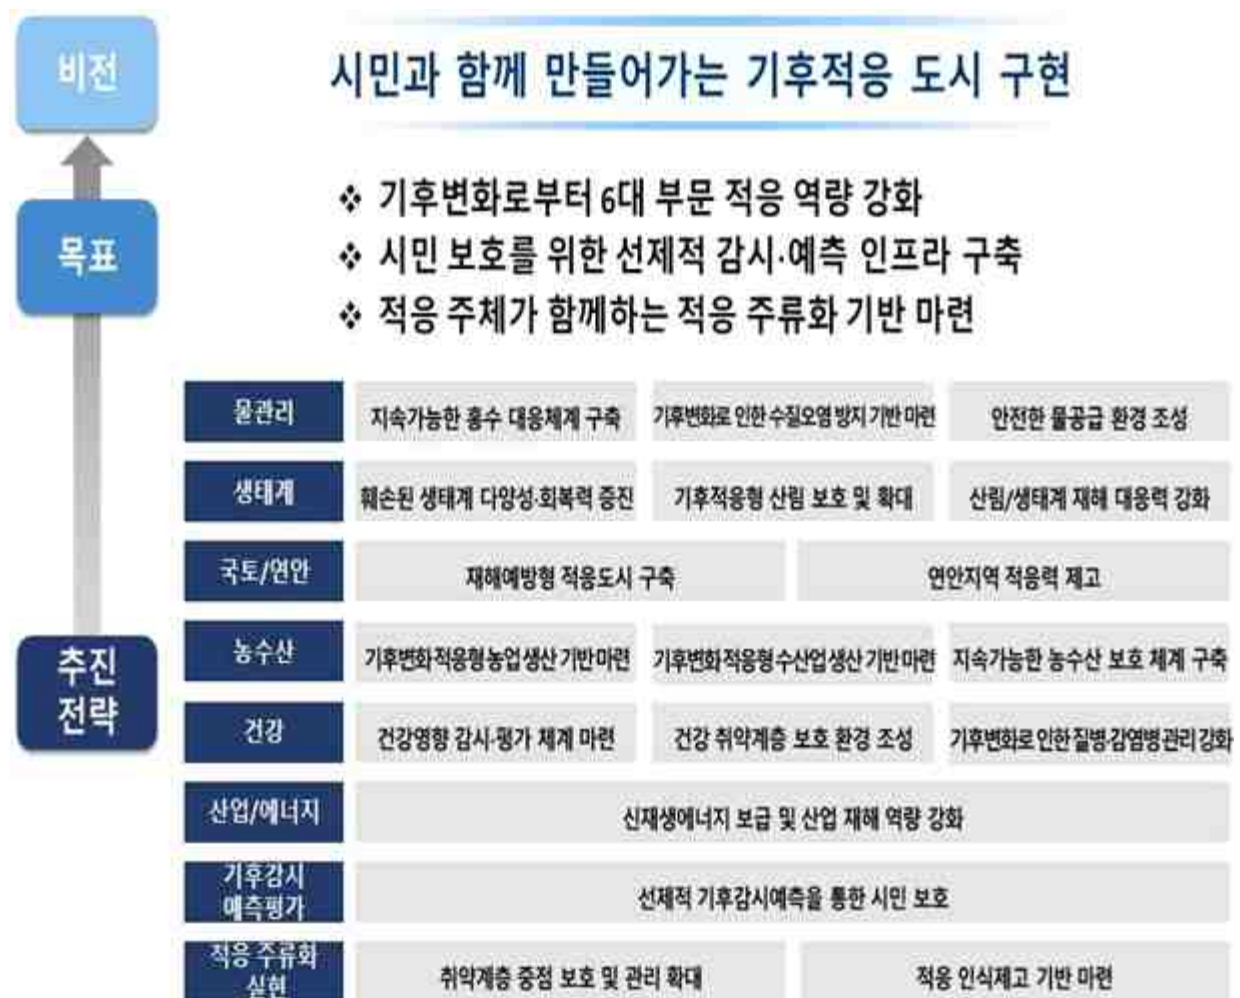 비전
시민과 함께 만들어가는 기후적응 도시 구현
목표
❖ 기후변화로부터 6대 부문 적응 역량 강화
❖ 시민 보호를 위한 선제적 감시·예측 인프라 구축
❖ 적응 주체가 함께하는 적응 주류화 기반 마련
추진
전략
물관리
지속가능한 홍수 대응체계 구축
기후변화로 인한 수질오염 방지 기반 마련
안전한 물공급 환경 조성
생태계
훼손된 생태계 다양성·회복력 증진
기후적응형 산림 보호 및 확대
산림/생태계 재해 대응력 강화
국토/연안
재해예방형 적응도시 구축
연안지역 적응력 제고
농수산
기후변화 적응형 농업 생산 기반 마련
기후변화 적응형 수산업 생산 기반 마련
지속가능한 농수산 보호 체계 구축
건강
건강영향 감시·평가 체계 마련
건강 취약계층 보호 환경 조성
기후변화로 인한 질병·감염병 관리 강화
산업/에너지
신재생에너지 보급 및 산업 재해 역량 강화
기후감시
예측평가
선제적 기후감시예측을 통한 시민 보호
적응 주류화
실현
취약계층 중점 보호 및 관리 확대
적응 인식제고 기반 마련